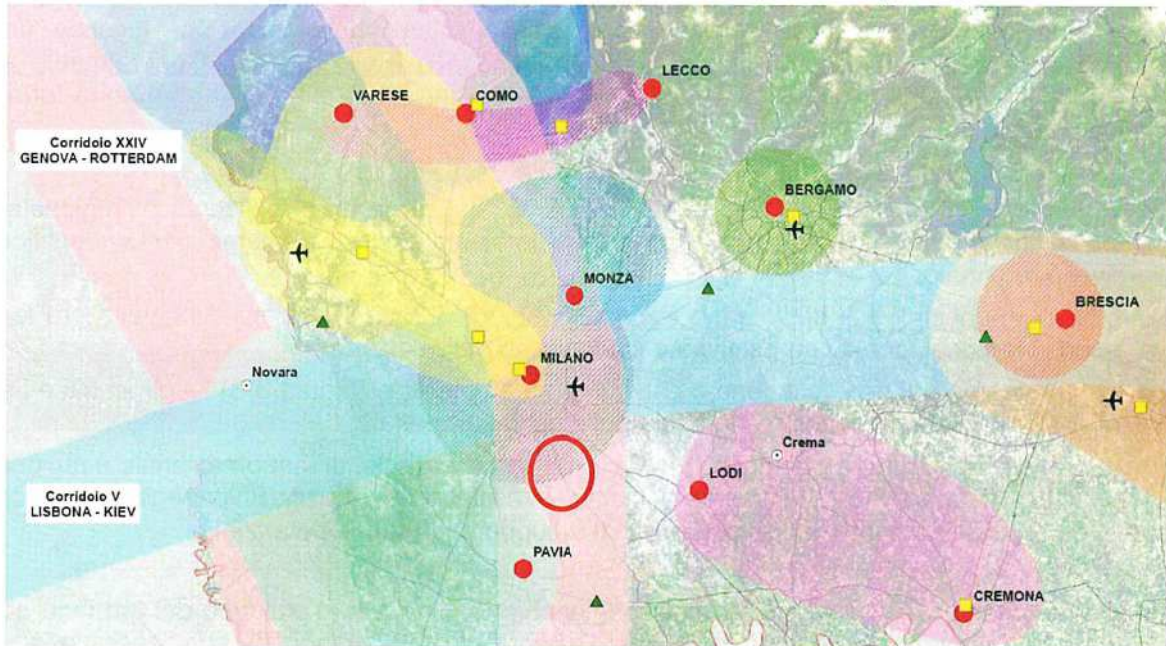 LECCO
VARESE
COMO
Corridoio XXIV
GENOVA - ROTTERDAM
BERGAMO
MONZA
BRESCIA
MILANO
Novara
Crema
LODI
Corridoio V
LISBONA - KIEV
PAVIA
CREMONA